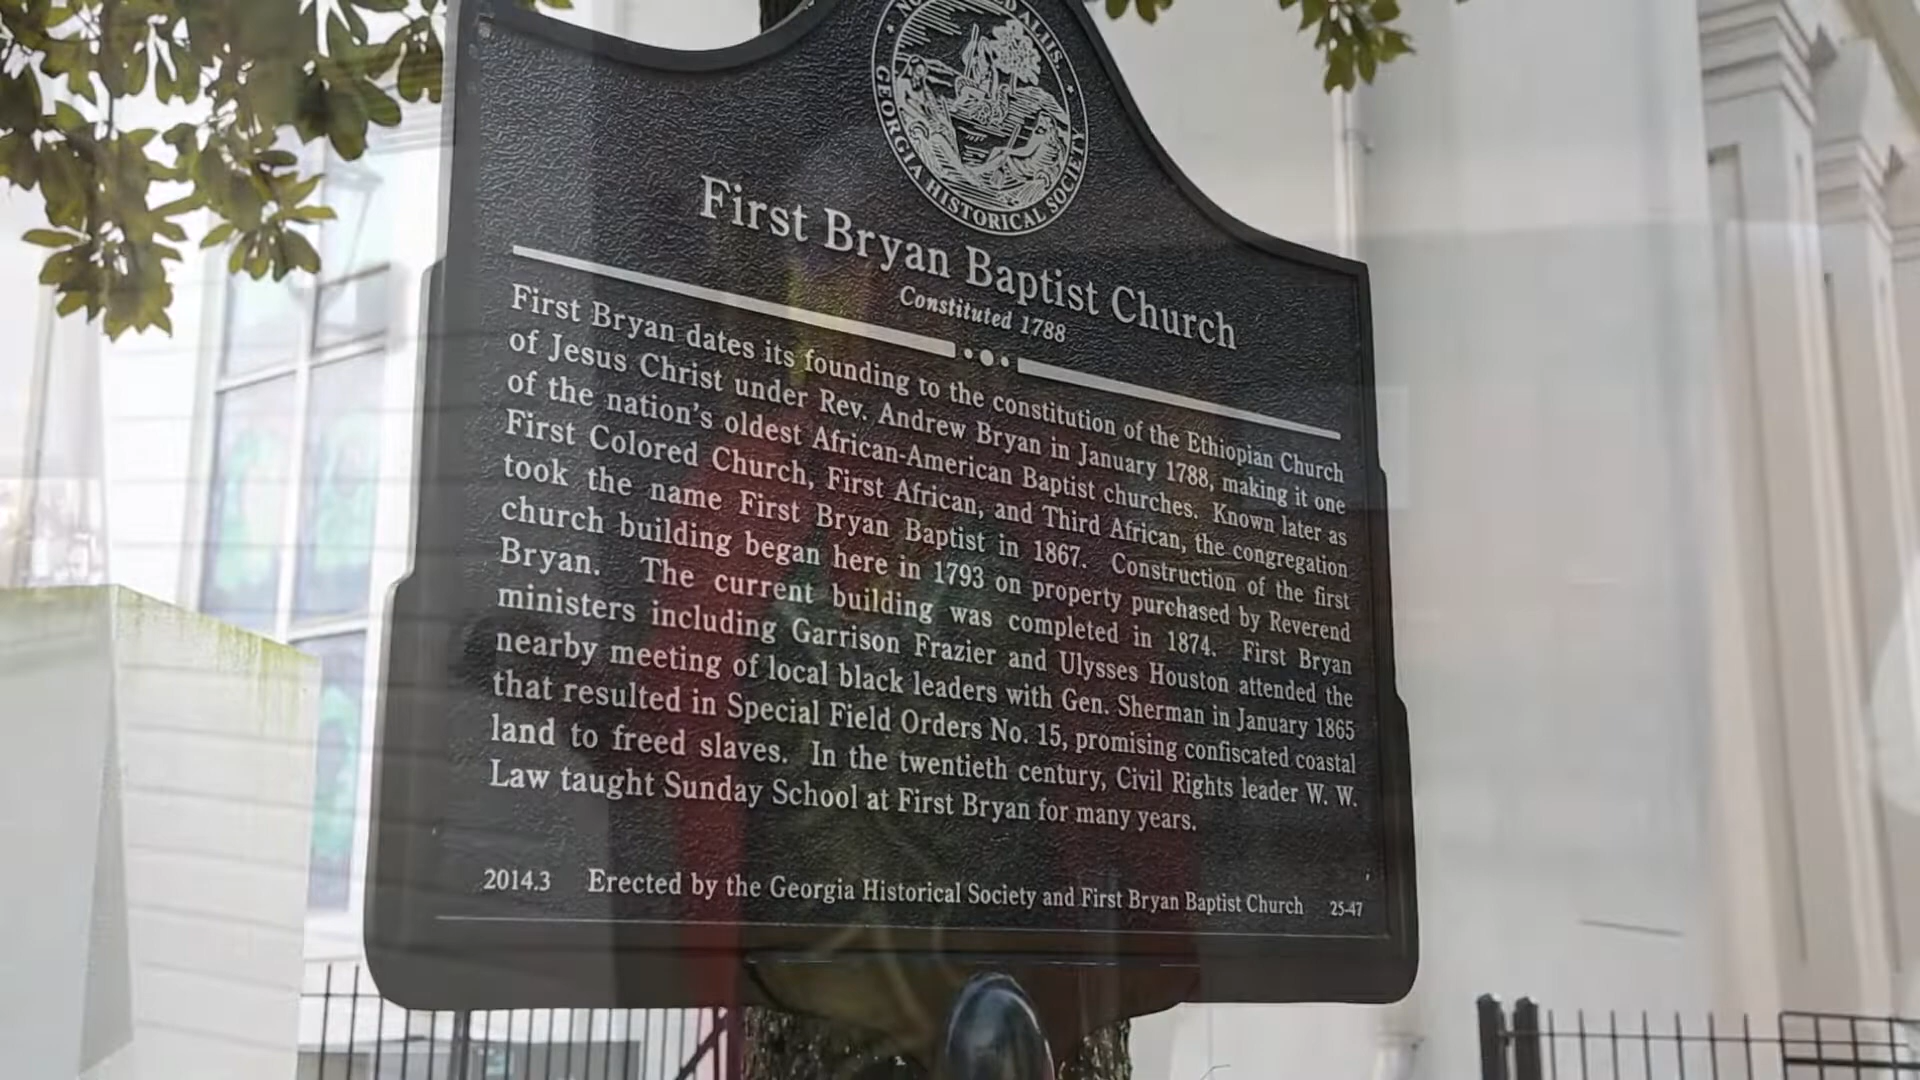 NO
D ALIIS.
GEORGIA HISTORICAL SOCIETY
First Bryan Baptist Church
Constituted 1788
First Bryan dates its founding to the constitution of the Ethiopian Church
of Jesus Christ under Rev. Andrew Bryan in January 1788, making it one
of the nation's oldest African-American Baptist churches. Known later as
First Colored Church, First African, and Third African, the congregation
took the name First Bryan Baptist in 1867. Construction of the first
church building began here in 1793 on property purchased by Reverend
Bryan. The current building was completed in 1874. First Bryan
ministers including Garrison Frazier and Ulysses Houston attended the
nearby meeting of local black leaders with Gen. Sherman in January 1865
that resulted in Special Field Orders No. 15, promising confiscated coastal
land to freed slaves. In the twentieth century, Civil Rights leader W. W.
Law taught Sunday School at First Bryan for many years.
2014.3 Erected by the Georgia Historical Society and First Bryan Baptist Church 25-47